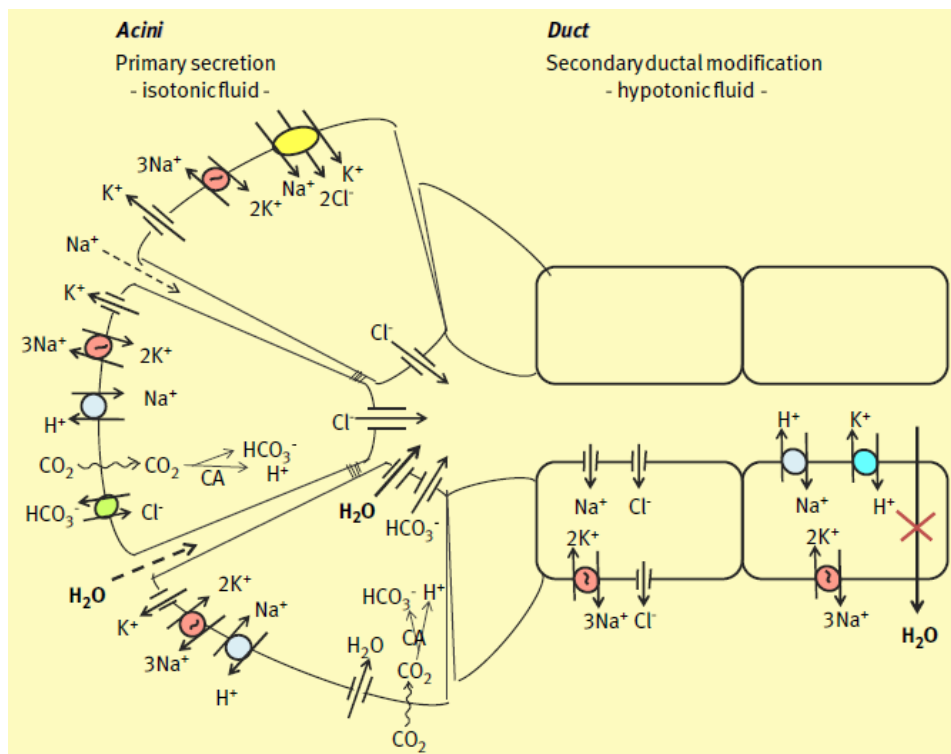 Acini
Primary secretion
- isotonic fluid -
Duct
Secondary ductal modification
- hypotonic fluid -
K⁺
Na⁺
2Cl⁻
3Na⁺
2K⁺
K⁺
Na⁺
K⁺
3Na⁺
2K⁺
Na⁺
H⁺
CO₂
CO₂
CA
HCO₃⁻
H⁺
HCO₃⁻
Cl⁻
H₂O
Cl⁻
Cl⁻
H₂O
HCO₃⁻
2K⁺
K⁺
Na⁺
3Na⁺
H⁺
H₂O
HCO₃⁻
H⁺
CA
CO₂
CO₂
Na⁺
Cl⁻
2K⁺
3Na⁺
Cl⁻
H⁺
K⁺
Na⁺
H⁺
2K⁺
3Na⁺
H₂O